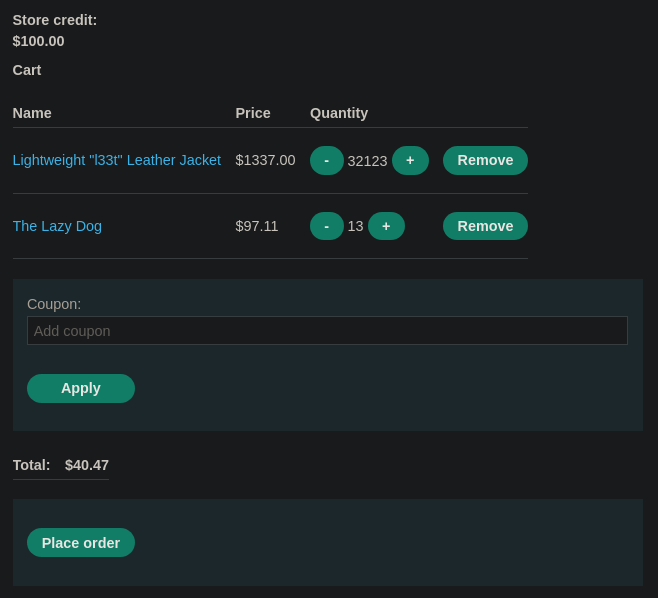 Store credit:
$100.00
Cart
Name Price Quantity
Lightweight "l33t" Leather Jacket $1337.00 - 32123 + Remove
The Lazy Dog $97.11 - 13 + Remove
Coupon:
Add coupon
Apply
Total: $40.47
Place order